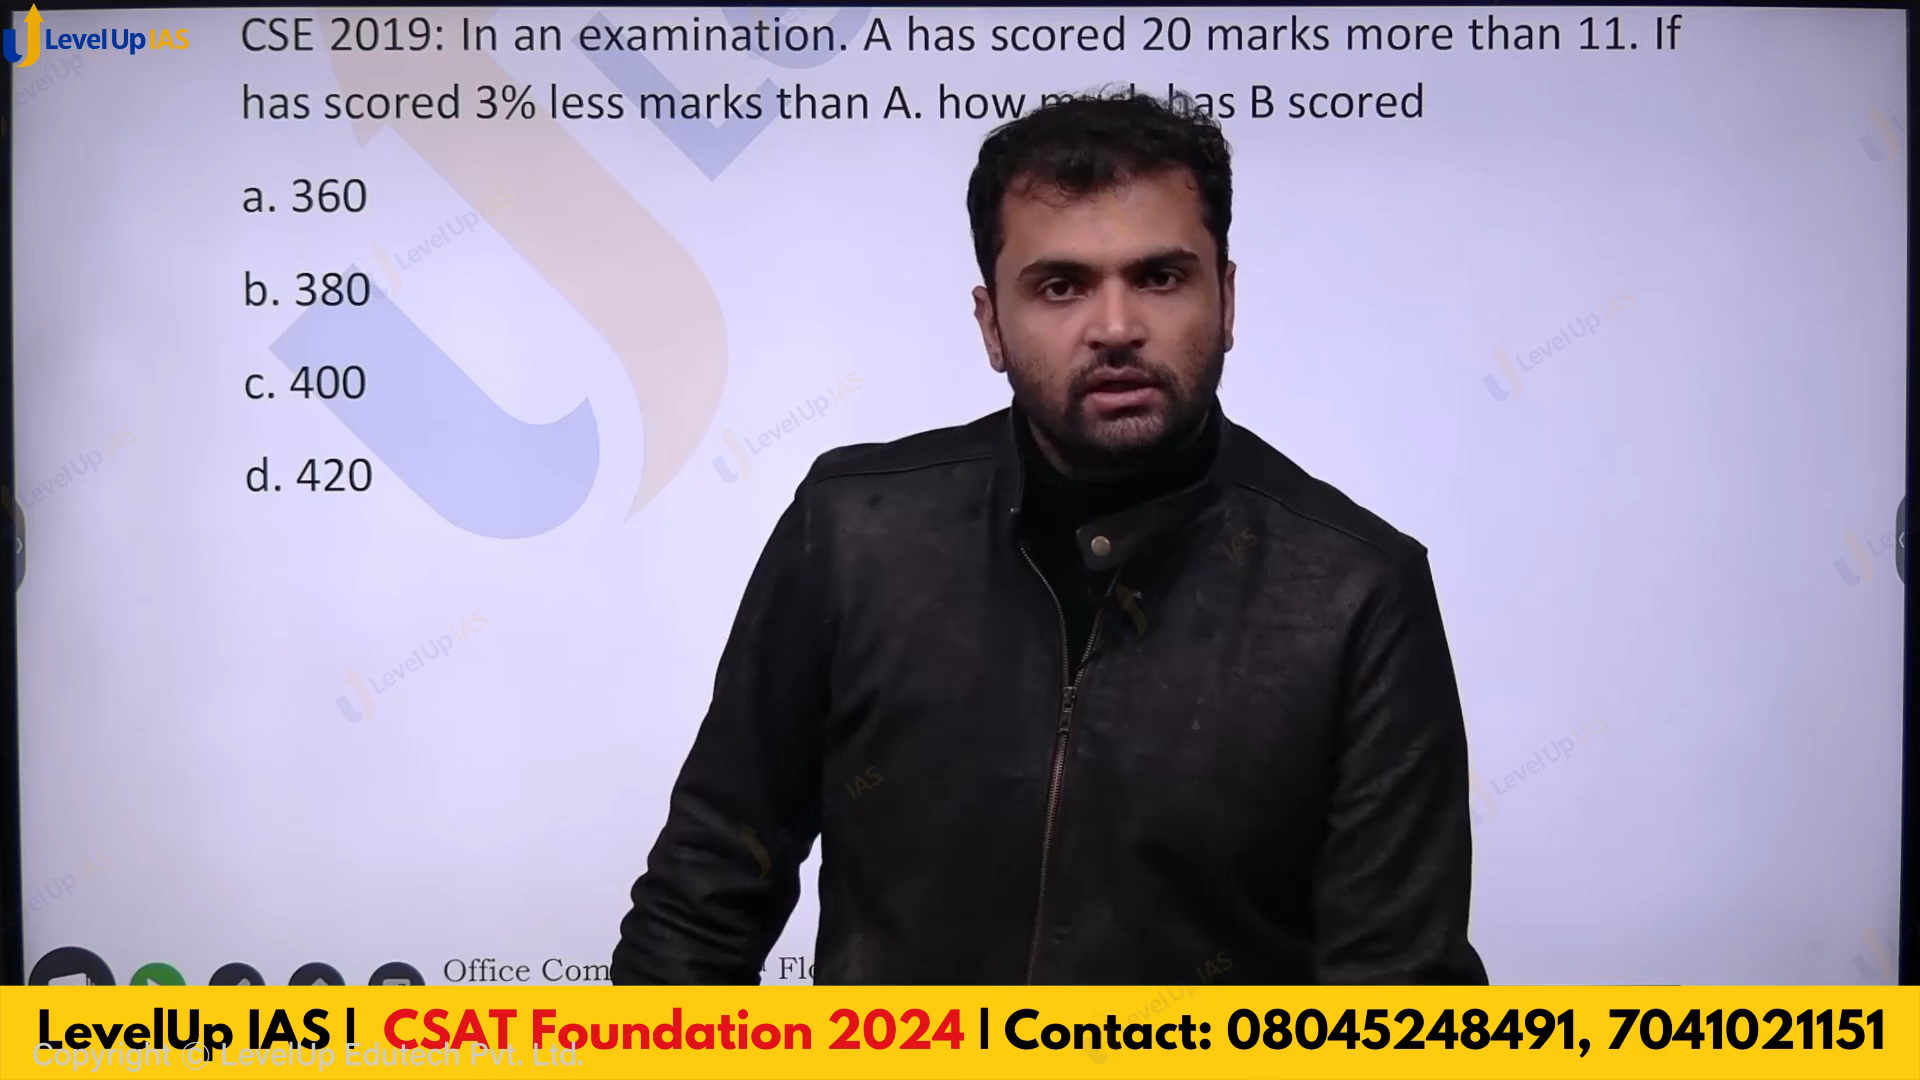 LevelUp IAS
CSE 2019: In an examination. A has scored 20 marks more than 11. If
has scored 3% less marks than A. how much has B scored
a. 360
b. 380
c. 400
d. 420
Office Com Flo
LevelUp IAS | CSAT Foundation 2024 | Contact: 08045248491, 7041021151
Copyright © LevelUp Edutech Pvt. Ltd.